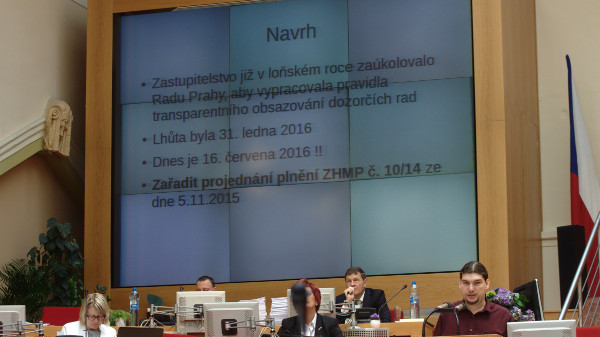 Navrh
• Zastupitelstvo již v loňském roce zaúkolovalo
Radu Prahy, aby vypracovala pravidla
transparentního obsazování dozorčích rad
• Lhůta byla 31. ledna 2016
• Dnes je 16. června 2016 !!
• Zařadit projednání plnění ZHMP č. 10/14 ze
dne 5.11.2015